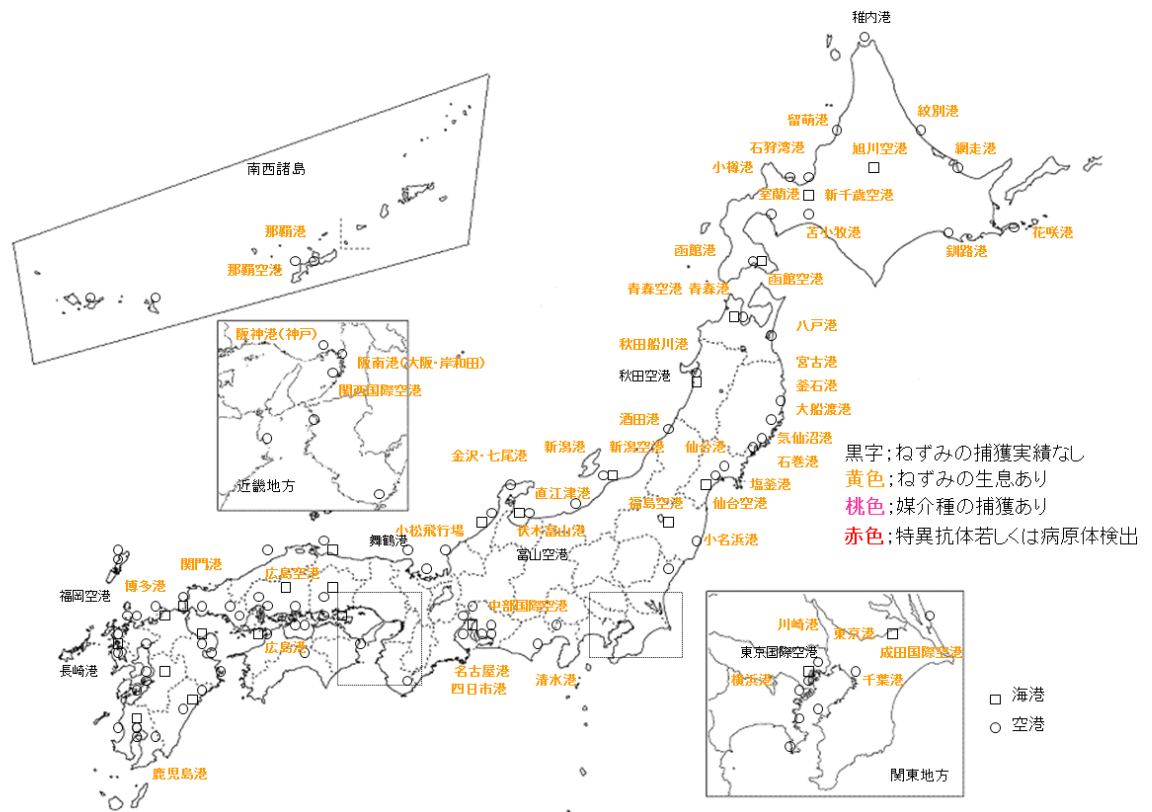 稚内港
留萌港
紋別港
石狩湾港
旭川空港
網走港
小樽港
室蘭港
新千歳空港
苫小牧港
花咲港
釧路港
函館港
函館空港
青森空港 青森港
八戸港
秋田船川港
秋田空港
宮古港
釜石港
大船渡港
酒田港
気仙沼港
石巻港
金沢・七尾港
新潟港
新潟空港
仙台港
塩釜港
直江津港
福島空港
仙台空港
小松飛行場
伏木富山港
小名浜港
舞鶴港
富山空港
南西諸島
那覇港
那覇空港
阪神港(神戸)
阪南港(大阪・岸和田)
関西国際空港
近畿地方
黒字;ねずみの捕獲実績なし
黄色;ねずみの生息あり
桃色;媒介種の捕獲あり
赤色;特異抗体若しくは病原体検出
関門港
広島空港
博多港
福岡空港
中部国際空港
広島港
長崎港
名古屋港
四日市港
清水港
鹿児島港
川崎港
東京港
東京国際空港
成田国際空港
横浜港
千葉港
関東地方
海港
空港